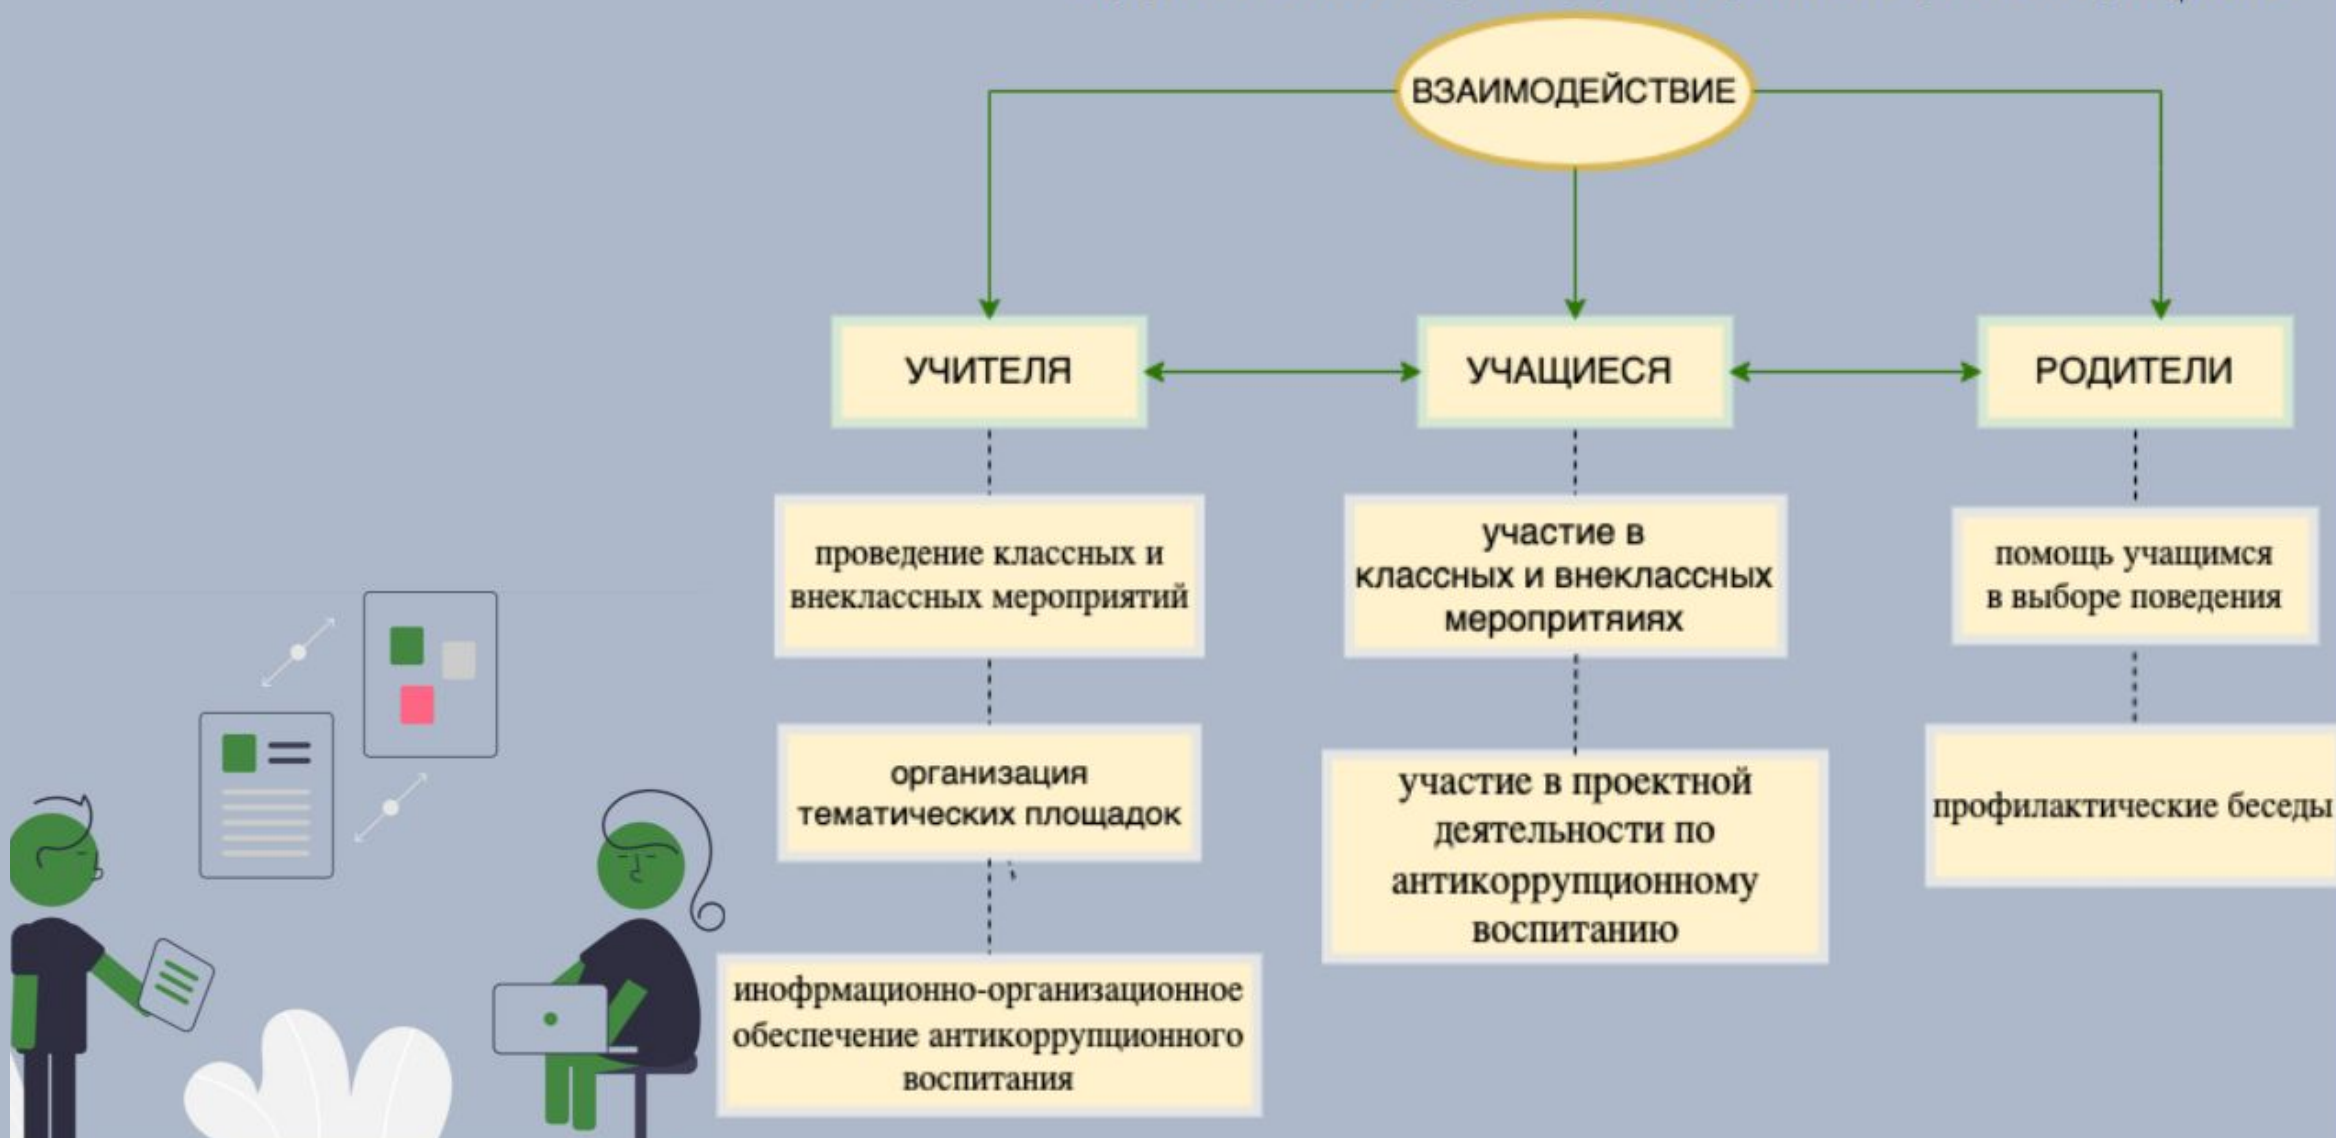 ВЗАИМОДЕЙСТВИЕ
УЧИТЕЛЯ
УЧАЩИЕСЯ
РОДИТЕЛИ
проведение классных и
внеклассных мероприятий
участие в
классных и внеклассных
меропритяиях
помощь учащимся
в выборе поведения
организация
тематических площадок
участие в проектной
деятельности по
антикоррупционному
воспитанию
профилактические беседы
инофрмационно-организационное
обеспечение антикоррупционного
воспитания